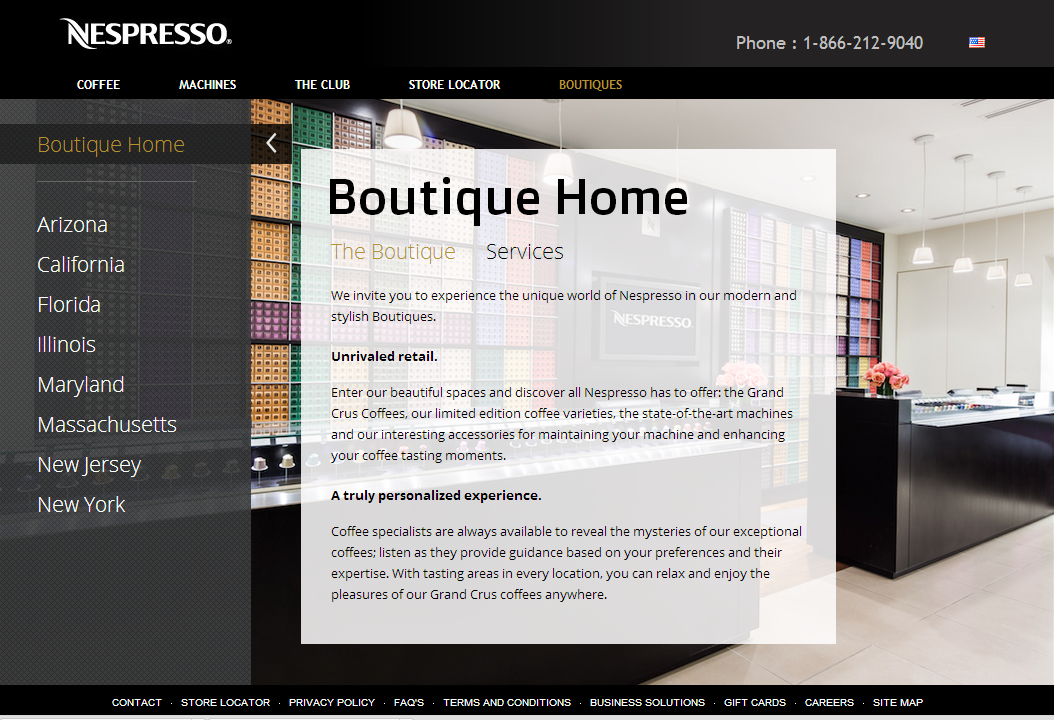 NESPRESSO®
Phone : 1-866-212-9040
COFFEE MACHINES THE CLUB STORE LOCATOR BOUTIQUES
Boutique Home
Arizona
California
Florida
Illinois
Maryland
Massachusetts
New Jersey
New York
Boutique Home
The Boutique Services
We invite you to experience the unique world of Nespresso in our modern and
stylish Boutiques.
Unrivaled retail.
Enter our beautiful spaces and discover all Nespresso has to offer: the Grand
Crus Coffees, our limited edition coffee varieties, the state-of-the-art machines
and our interesting accessories for maintaining your machine and enhancing
your coffee tasting moments.
A truly personalized experience.
Coffee specialists are always available to reveal the mysteries of our exceptional
coffees; listen as they provide guidance based on your preferences and their
expertise. With tasting areas in every location, you can relax and enjoy the
pleasures of our Grand Crus coffees anywhere.
NESPRESSO
CONTACT · STORE LOCATOR · PRIVACY POLICY · FAQ'S · TERMS AND CONDITIONS · BUSINESS SOLUTIONS · GIFT CARDS · CAREERS · SITE MAP